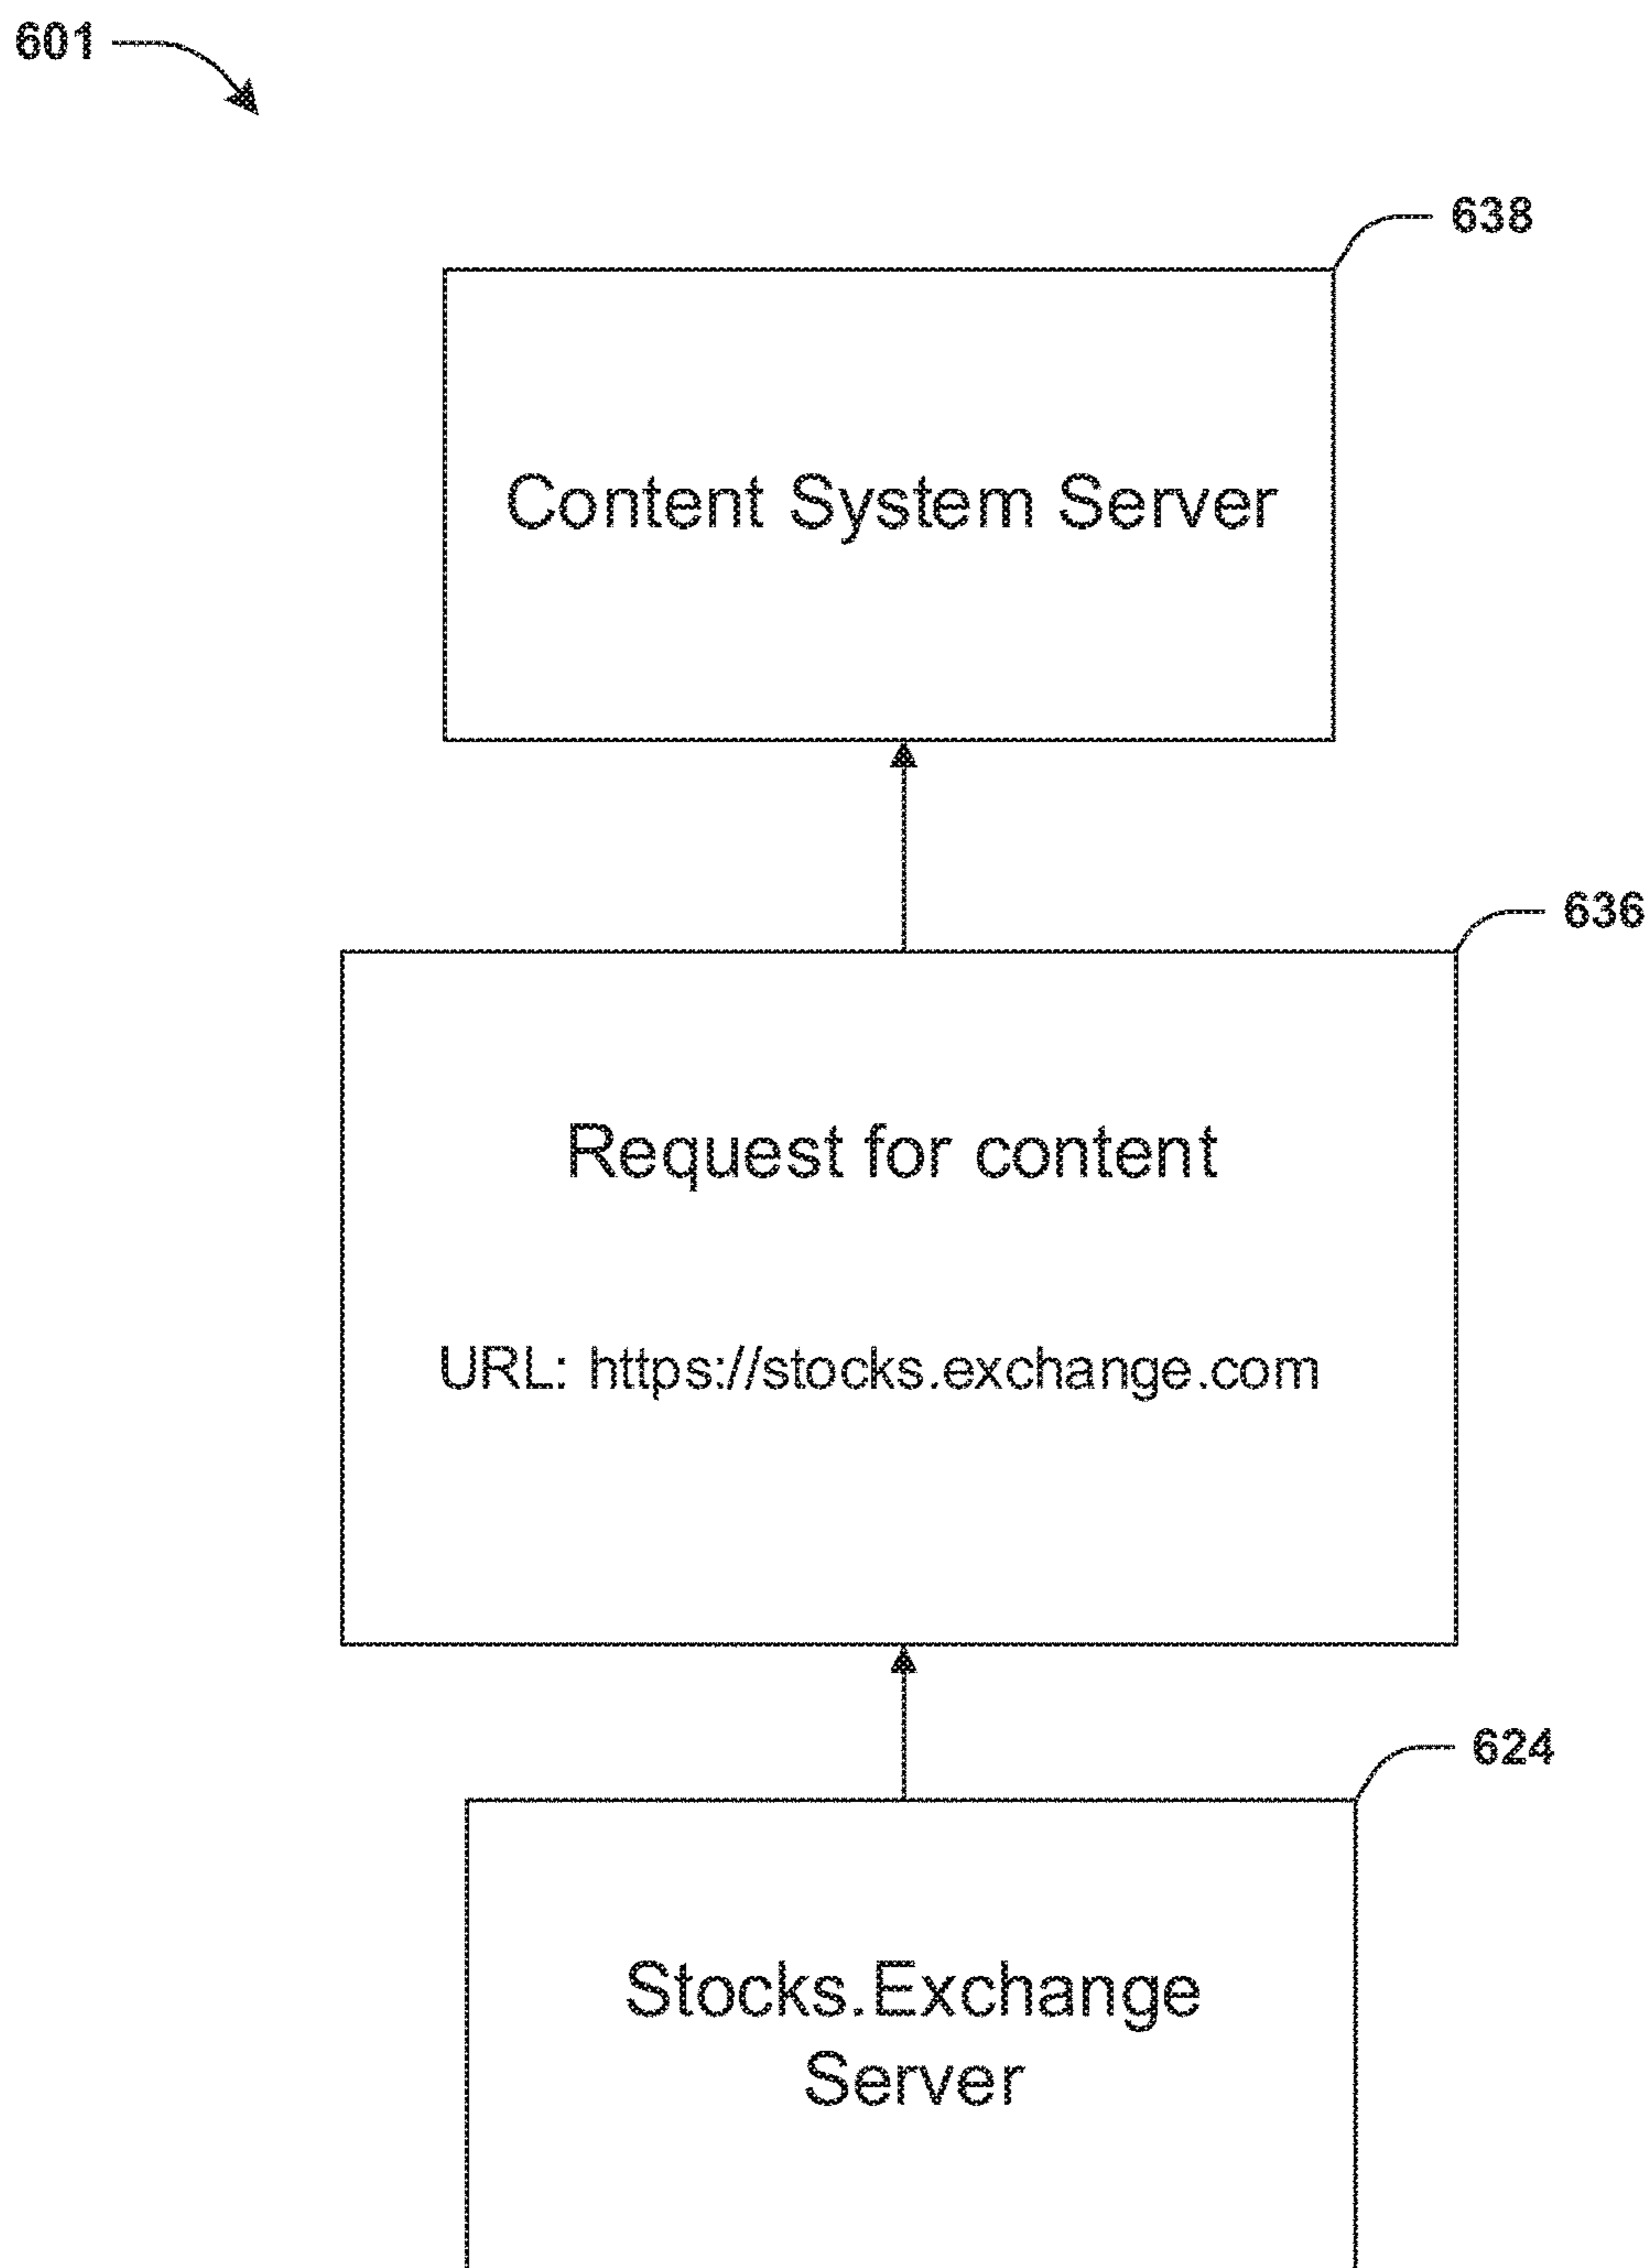 601
638
Content System Server
636
Request for content
URL: https://stocks.exchange.com
624
Stocks.Exchange
Server